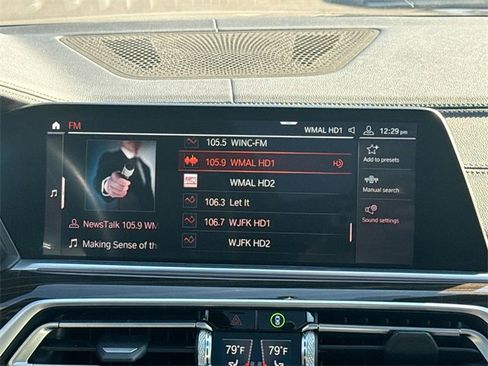 FM
WMAL HD1
12:29 pm
105.5 WINC-FM
105.9 WMAL HD1
WMAL HD2
106.3 Let It
106.7 WJFK HD1
WJFK HD2
NewsTalk 105.9 WM
Making Sense of th
Add to presets
Manual search
Sound settings
79°F
79°F